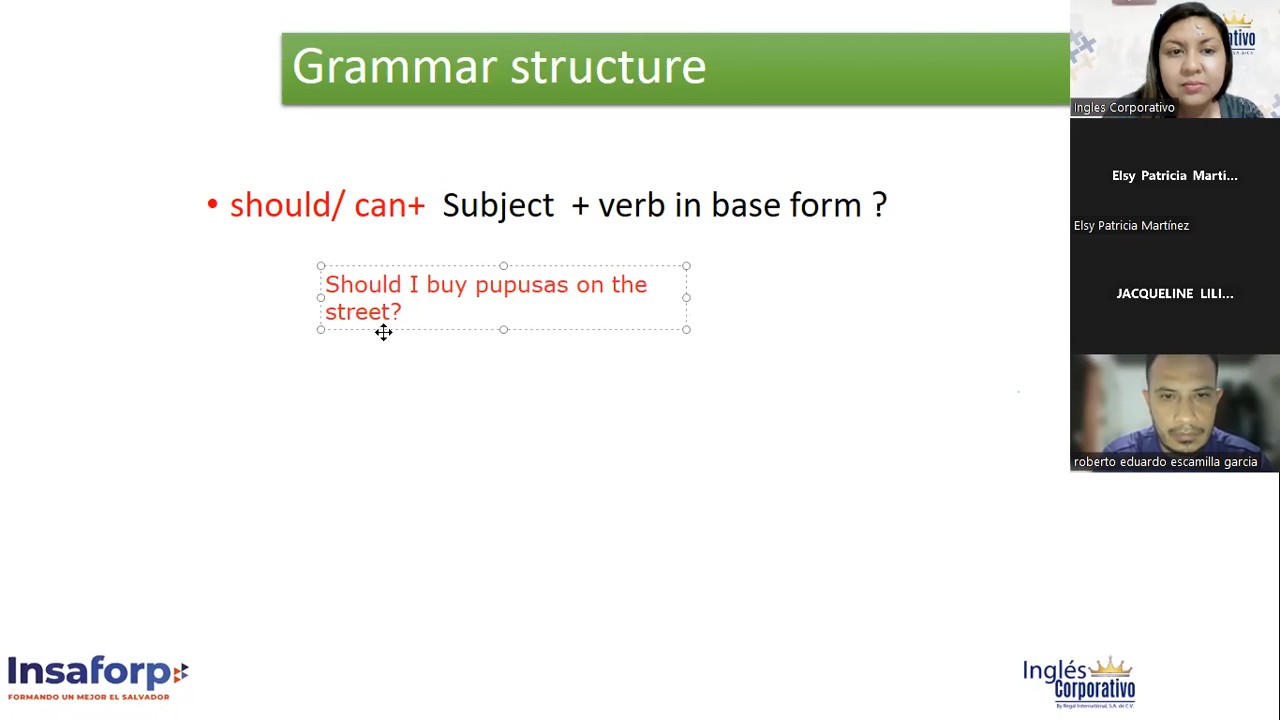 Grammar structure
• should/ can+ Subject + verb in base form ?
Should I buy pupusas on the
street?
Ingles Corporativo
Elsy Patricia Martí...
Elsy Patricia Martínez
JACQUELINE LILI...
roberto eduardo escamilla garcia
Insaforp
FORMANDO UN MEJOR EL SALVADOR
Inglés
Corporativo
By Regal International, S.A. de C.V.